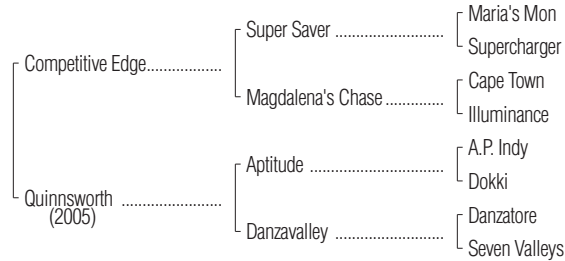 Maria's Mon
Super Saver ....................
Supercharger
Competitive Edge..................
Cape Town
Magdalena's Chase ...............
Illuminance
A.P. Indy
Aptitude .........................
Dokki
Quinnsworth ........................
(2005)
Danzatore
Danzavalley ....................
Seven Valleys